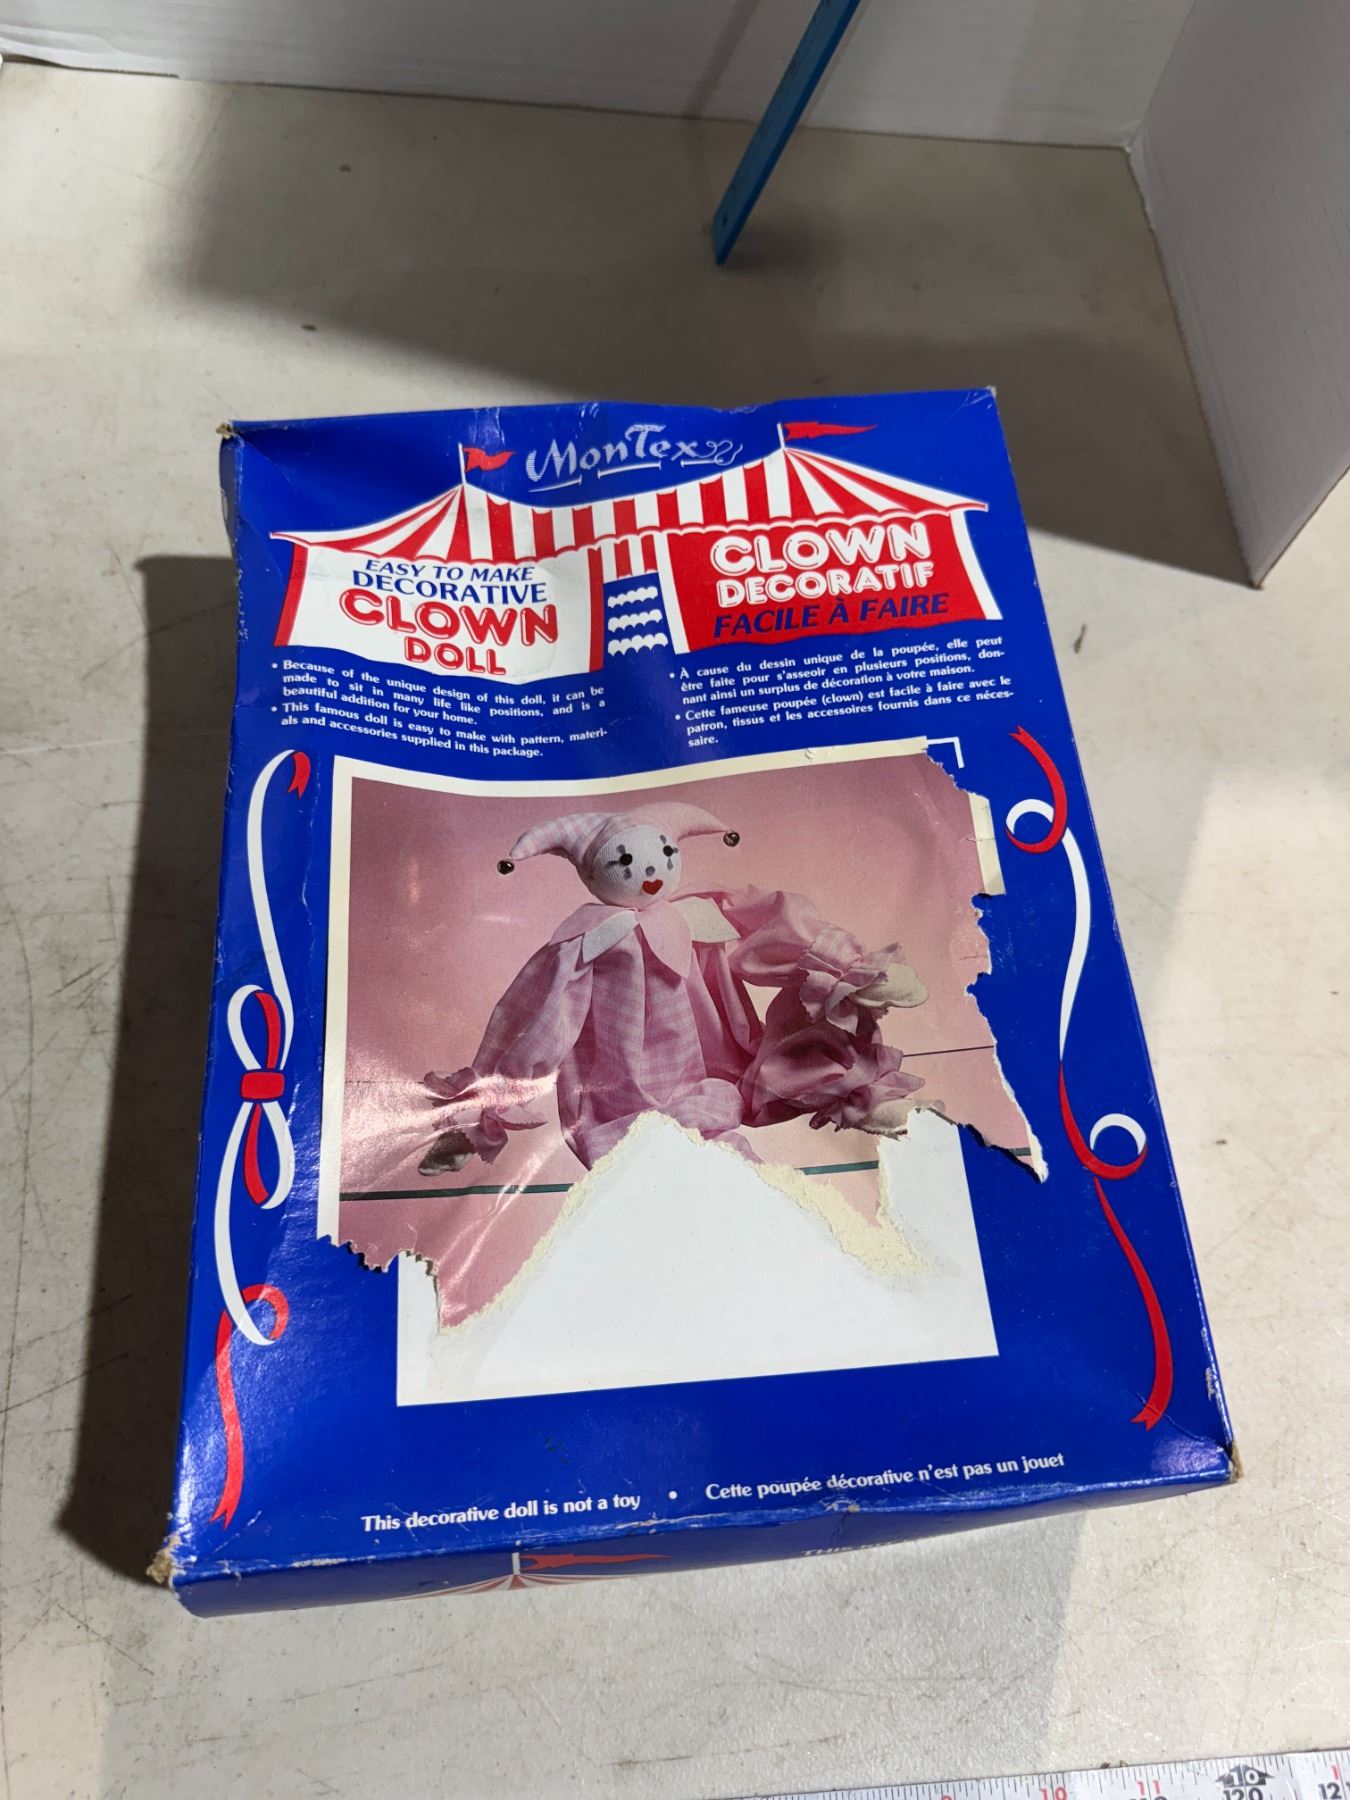 MonTex
EASY TO MAKE
DECORATIVE
CLOWN
DOLL
• Because of the unique design of this doll, it can be
made to sit in many life like positions, and is a
beautiful addition for your home.
• This famous doll is easy to make with pattern, materi-
als and accessories supplied in this package.
CLOWN
DECORATIF
FACILE À FAIRE
• À cause du dessin unique de la poupée, elle peut
être faite pour s'asseoir en plusieurs positions, don-
nant ainsi un surplus de décoration à votre maison.
• Cette fameuse poupée (clown) est facile à faire avec le
patron, tissus et les accessoires fournis dans ce néces-
saire.
This decorative doll is not a toy • Cette poupée décorative n'est pas un jouet
10 11 10 12
120